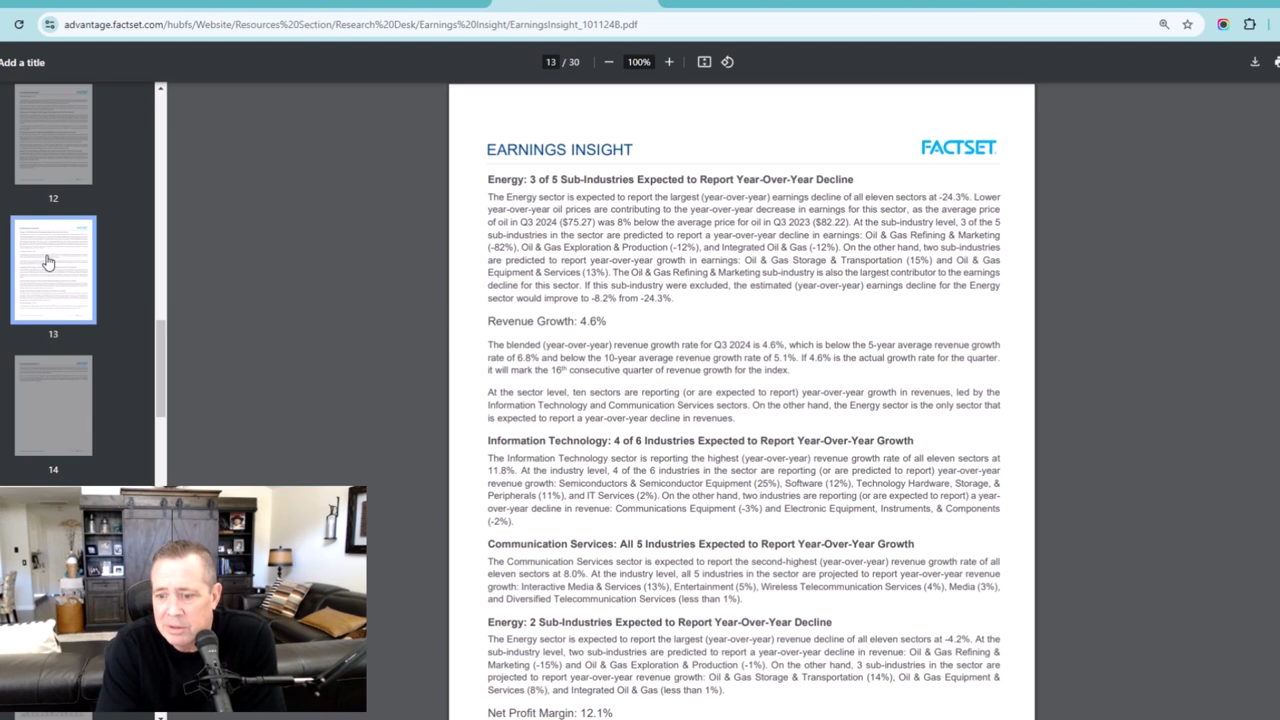 advantage.factset.com/hubfs/Website/Resources%20Section/Research%20Desk/Earnings%20Insight/EarningsInsight_101124B.pdf
Add a title
13 / 30
100%
12
13
14
EARNINGS INSIGHT
FACTSET
Energy: 3 of 5 Sub-Industries Expected to Report Year-Over-Year Decline
The Energy sector is expected to report the largest (year-over-year) earnings decline of all eleven sectors at -24.3%. Lower
year-over-year oil prices are contributing to the year-over-year decrease in earnings for this sector, as the average price
of oil in Q3 2024 ($75.27) was 8% below the average price for oil in Q3 2023 ($82.22). At the sub-industry level, 3 of the 5
sub-industries in the sector are predicted to report a year-over-year decline in earnings: Oil & Gas Refining & Marketing
(-82%), Oil & Gas Exploration & Production (-12%), and Integrated Oil & Gas (-12%). On the other hand, two sub-industries
are predicted to report year-over-year growth in earnings: Oil & Gas Storage & Transportation (15%) and Oil & Gas
Equipment & Services (13%). The Oil & Gas Refining & Marketing sub-industry is also the largest contributor to the earnings
decline for this sector. If this sub-industry were excluded, the estimated (year-over-year) earnings decline for the Energy
sector would improve to -8.2% from -24.3%.
Revenue Growth: 4.6%
The blended (year-over-year) revenue growth rate for Q3 2024 is 4.6%, which is below the 5-year average revenue growth
rate of 6.8% and below the 10-year average revenue growth rate of 5.1%. If 4.6% is the actual growth rate for the quarter.
it will mark the 16th consecutive quarter of revenue growth for the index.
At the sector level, ten sectors are reporting (or are expected to report) year-over-year growth in revenues, led by the
Information Technology and Communication Services sectors. On the other hand, the Energy sector is the only sector that
is expected to report a year-over-year decline in revenues.
Information Technology: 4 of 6 Industries Expected to Report Year-Over-Year Growth
The Information Technology sector is reporting the highest (year-over-year) revenue growth rate of all eleven sectors at
11.8%. At the industry level, 4 of the 6 industries in the sector are reporting (or are predicted to report) year-over-year
revenue growth: Semiconductors & Semiconductor Equipment (25%), Software (12%), Technology Hardware, Storage, &
Peripherals (11%), and IT Services (2%). On the other hand, two industries are reporting (or are expected to report) a year-
over-year decline in revenue: Communications Equipment (-3%) and Electronic Equipment, Instruments, & Components
(-2%).
Communication Services: All 5 Industries Expected to Report Year-Over-Year Growth
The Communication Services sector is expected to report the second-highest (year-over-year) revenue growth rate of all
eleven sectors at 8.0%. At the industry level, all 5 industries in the sector are projected to report year-over-year revenue
growth: Interactive Media & Services (13%), Entertainment (5%), Wireless Telecommunication Services (4%), Media (3%),
and Diversified Telecommunication Services (less than 1%).
Energy: 2 Sub-Industries Expected to Report Year-Over-Year Decline
The Energy sector is expected to report the largest (year-over-year) revenue decline of all eleven sectors at -4.2%. At the
sub-industry level, two sub-industries are predicted to report a year-over-year decline in revenues: Oil & Gas Refining &
Marketing (-15%) and Oil & Gas Exploration & Production (-1%). On the other hand, 3 sub-industries in the sector are
projected to report year-over-year revenue growth: Oil & Gas Storage & Transportation (14%), Oil & Gas Equipment &
Services (8%), and Integrated Oil & Gas (less than 1%).
Net Profit Margin: 12.1%